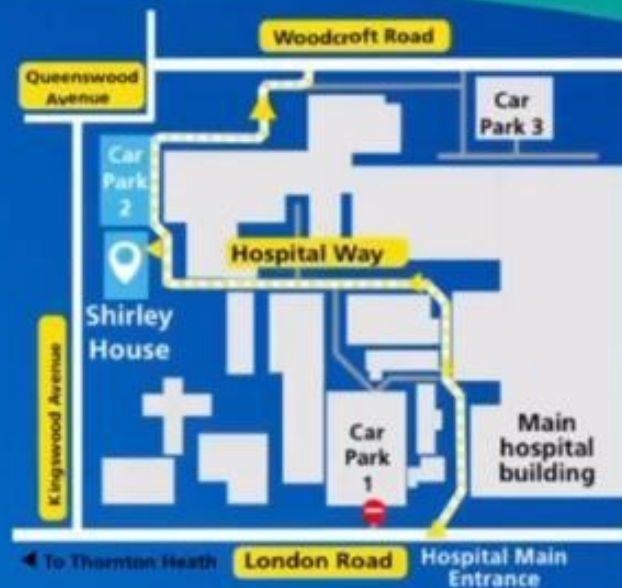 Woodcroft Road
Queenswood
Avenue
Car
Park 3
Car
Park
2
Hospital Way
Shirley
House
Kingswood Avenue
Car
Park
1
Main
hospital
building
To Thornton Heath
London Road
Hospital Main
Entrance